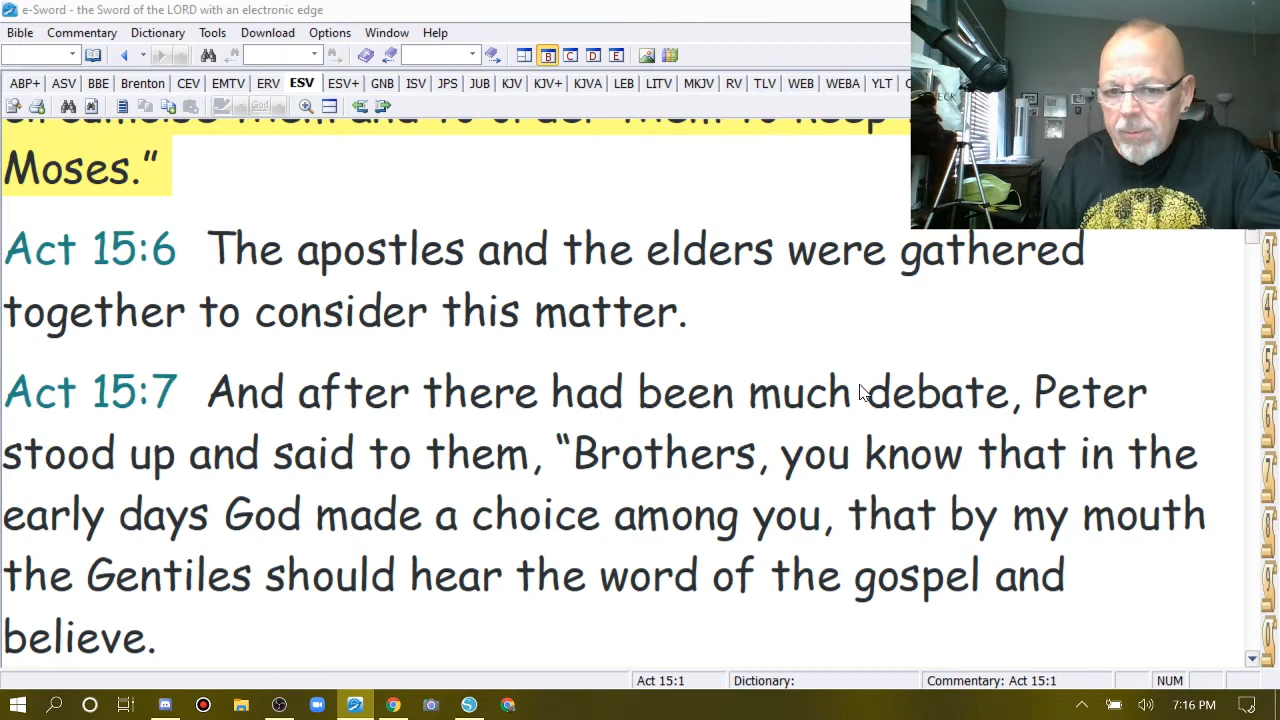 e-Sword - the Sword of the LORD with an electronic edge
Bible Commentary Dictionary Tools Download Options Window Help
ABP+ ASV BBE Brenton CEV EMTV ERV ESV ESV+ GNB ISV JPS JUB KJV KJV+ KJVA LEB LITV MKJV RV TLV WEB WEBA YLT
God
Moses.”
Act 15:6 The apostles and the elders were gathered
together to consider this matter.
Act 15:7 And after there had been much debate, Peter
stood up and said to them, “Brothers, you know that in the
early days God made a choice among you, that by my mouth
the Gentiles should hear the word of the gospel and
believe.
Act 15:1 Dictionary: Commentary: Act 15:1 NUM
7:16 PM